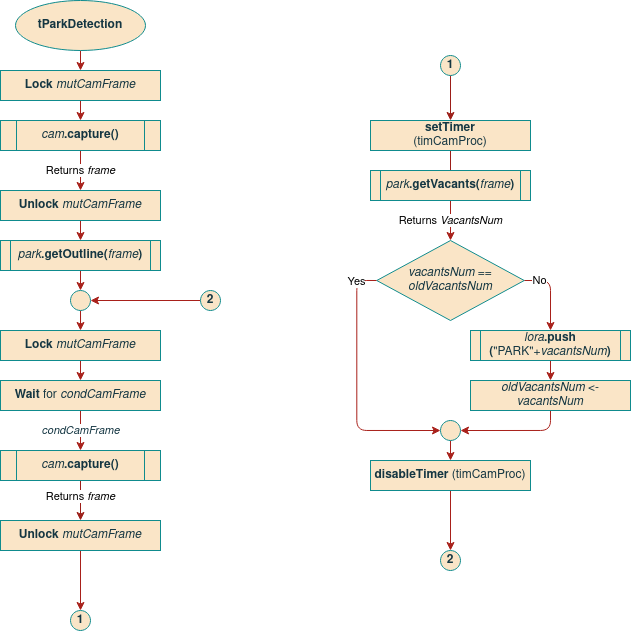 tParkDetection
Lock mutCamFrame
cam.capture()
Returns frame
Unlock mutCamFrame
park.getOutline(frame)
2
Lock mutCamFrame
Wait for condCamFrame
condCamFrame
cam.capture()
Returns frame
Unlock mutCamFrame
1
1
setTimer
(timCamProc)
park.getVacants(frame)
Returns VacantsNum
vacantsNum ==
oldVacantsNum
Yes
No
lora.push
("PARK"+vacantsNum)
oldVacantsNum <-
vacantsNum
disableTimer (timCamProc)
2